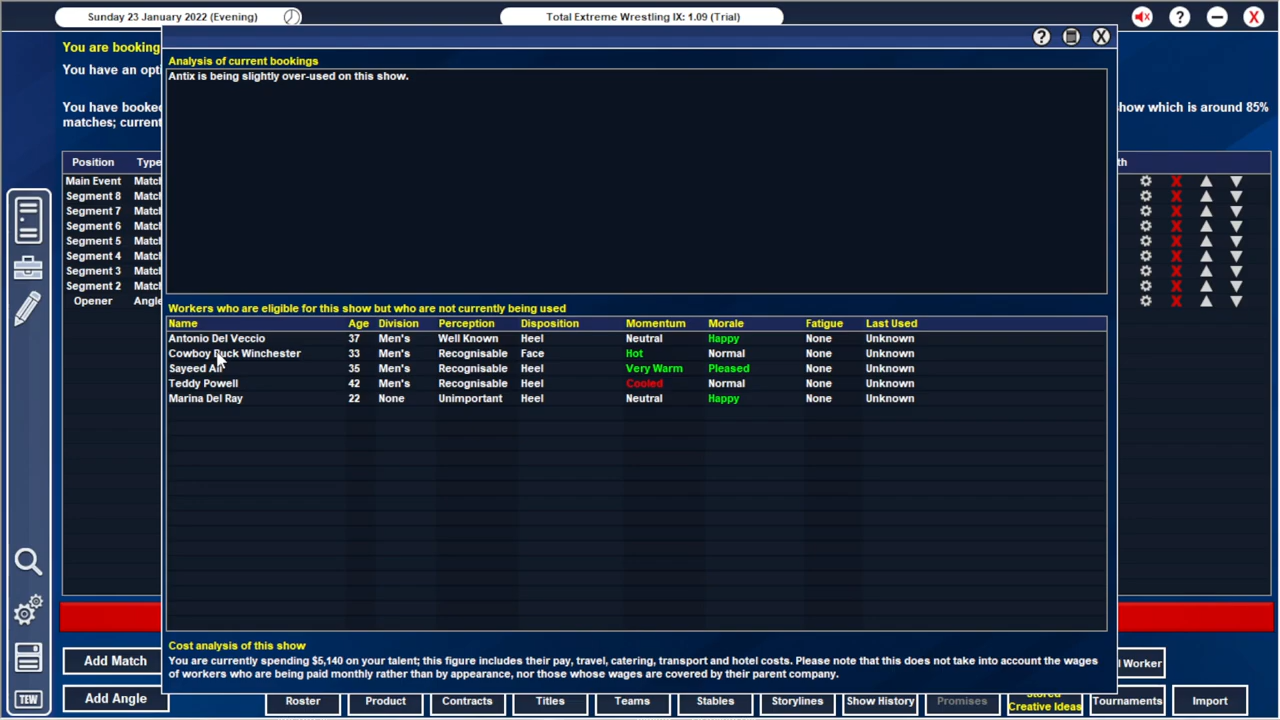 Sunday 23 January 2022 (Evening)
Total Extreme Wrestling IX: 1.09 (Trial)
? X
You are booking
? X
You have an opti
You have booked
matches; current
how which is around 85%
Analysis of current bookings
Antix is being slightly over-used on this show.
Position Type
th
Main Event Match
X
Segment 8 Match
X
Segment 7 Match
X
Segment 6 Match
X
Segment 5 Match
X
Segment 4 Match
X
Segment 3 Match
X
Segment 2 Match
X
Opener Angle
X
Workers who are eligible for this show but who are not currently being used
Name Age Division Perception Disposition Momentum Morale Fatigue Last Used
Antonio Del Veccio 37 Men's Well Known Heel Neutral Happy None Unknown
Cowboy Buck Winchester 33 Men's Recognisable Face Hot Normal None Unknown
Sayeed Ali 35 Men's Recognisable Heel Very Warm Pleased None Unknown
Teddy Powell 42 Men's Recognisable Heel Cooled Normal None Unknown
Marina Del Ray 22 None Unimportant Heel Neutral Happy None Unknown
Cost analysis of this show
You are currently spending $5,140 on your talent; this figure includes their pay, travel, catering, transport and hotel costs. Please note that this does not take into account the wages
of workers who are being paid monthly rather than by appearance, nor those whose wages are covered by their parent company.
Add Match
Worker
TEW
Add Angle
Roster Product Contracts Titles Teams Stables Storylines Show History Promises Stored Creative Ideas Tournaments Import